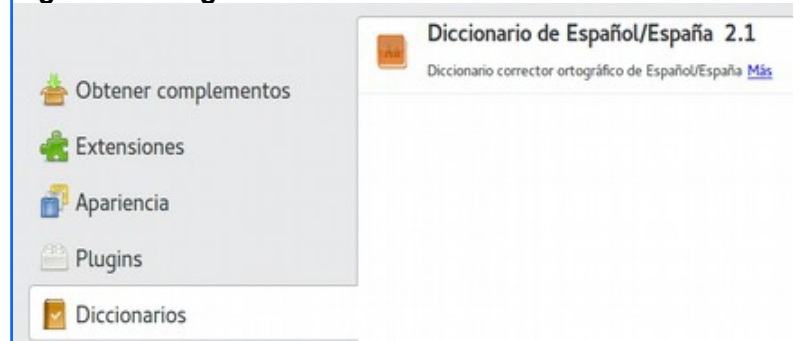 Diccionario de Español/España 2.1
Diccionario corrector ortográfico de Español/España Más
Obtener complementos
Extensiones
Apariencia
Plugins
Diccionarios